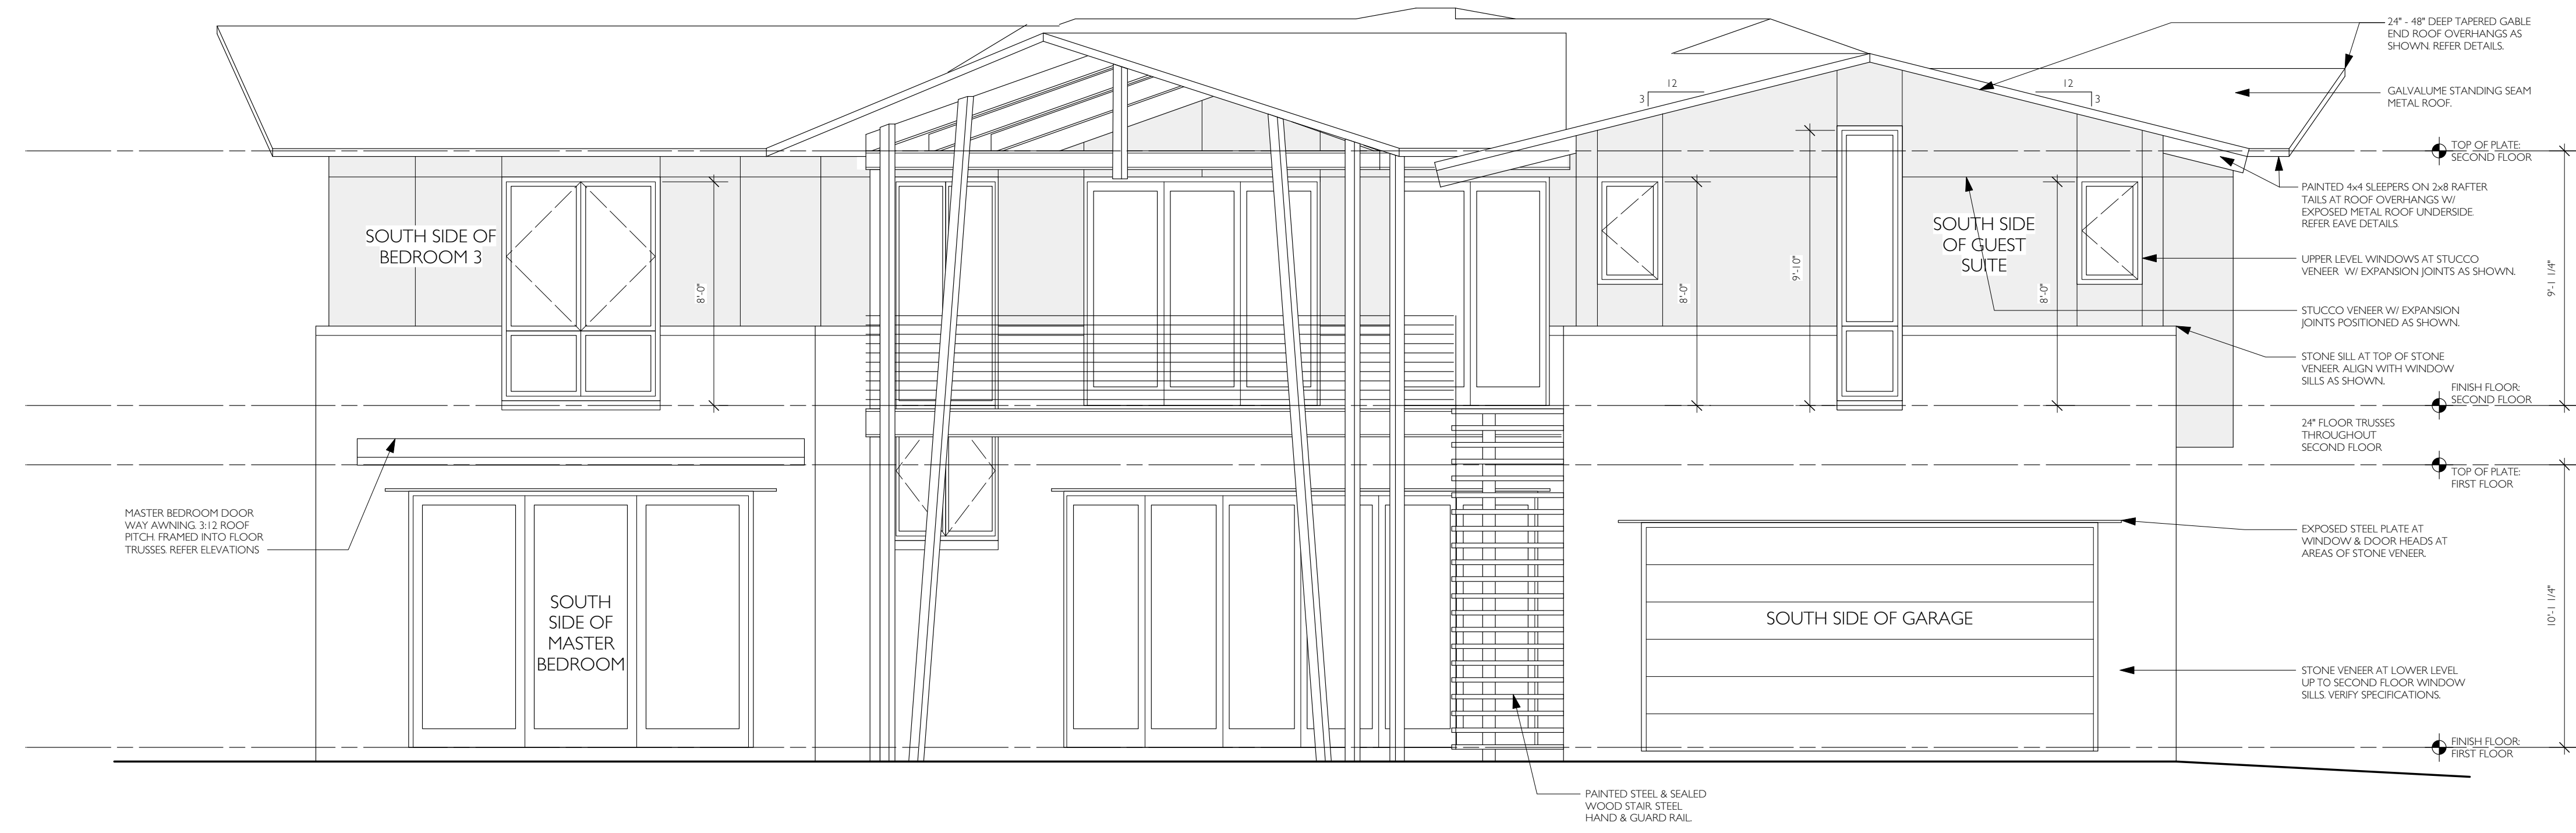 24" - 48" DEEP TAPERED GABLE
END ROOF OVERHANGS AS
SHOWN. REFER DETAILS.
12
3
12
3
GALVALUME STANDING SEAM
METAL ROOF.
TOP OF PLATE:
SECOND FLOOR
PAINTED 4x4 SLEEPERS ON 2x8 RAFTER
TAILS AT ROOF OVERHANGS W/
EXPOSED METAL ROOF UNDERSIDE.
REFER EAVE DETAILS
SOUTH SIDE OF
BEDROOM 3
SOUTH SIDE
OF GUEST
SUITE
UPPER LEVEL WINDOWS AT STUCCO
VENEER W/ EXPANSION JOINTS AS SHOWN.
8'-0"
8'-0"
9'-10"
8'-0"
9'-1 1/4"
STUCCO VENEER W/ EXPANSION
JOINTS POSITIONED AS SHOWN.
STONE SILL AT TOP OF STONE
VENEER. ALIGN WITH WINDOW
SILLS AS SHOWN.
FINISH FLOOR:
SECOND FLOOR
24" FLOOR TRUSSES
THROUGHOUT
SECOND FLOOR
TOP OF PLATE:
FIRST FLOOR
MASTER BEDROOM DOOR
WAY AWNING. 3:12 ROOF
PITCH. FRAMED INTO FLOOR
TRUSSES. REFER ELEVATIONS
EXPOSED STEEL PLATE AT
WINDOW & DOOR HEADS AT
AREAS OF STONE VENEER.
SOUTH
SIDE OF
MASTER
BEDROOM
SOUTH SIDE OF GARAGE
10'-1 1/4"
STONE VENEER AT LOWER LEVEL
UP TO SECOND FLOOR WINDOW
SILLS. VERIFY SPECIFICATIONS.
FINISH FLOOR:
FIRST FLOOR
PAINTED STEEL & SEALED
WOOD STAIR. STEEL
HAND & GUARD RAIL.